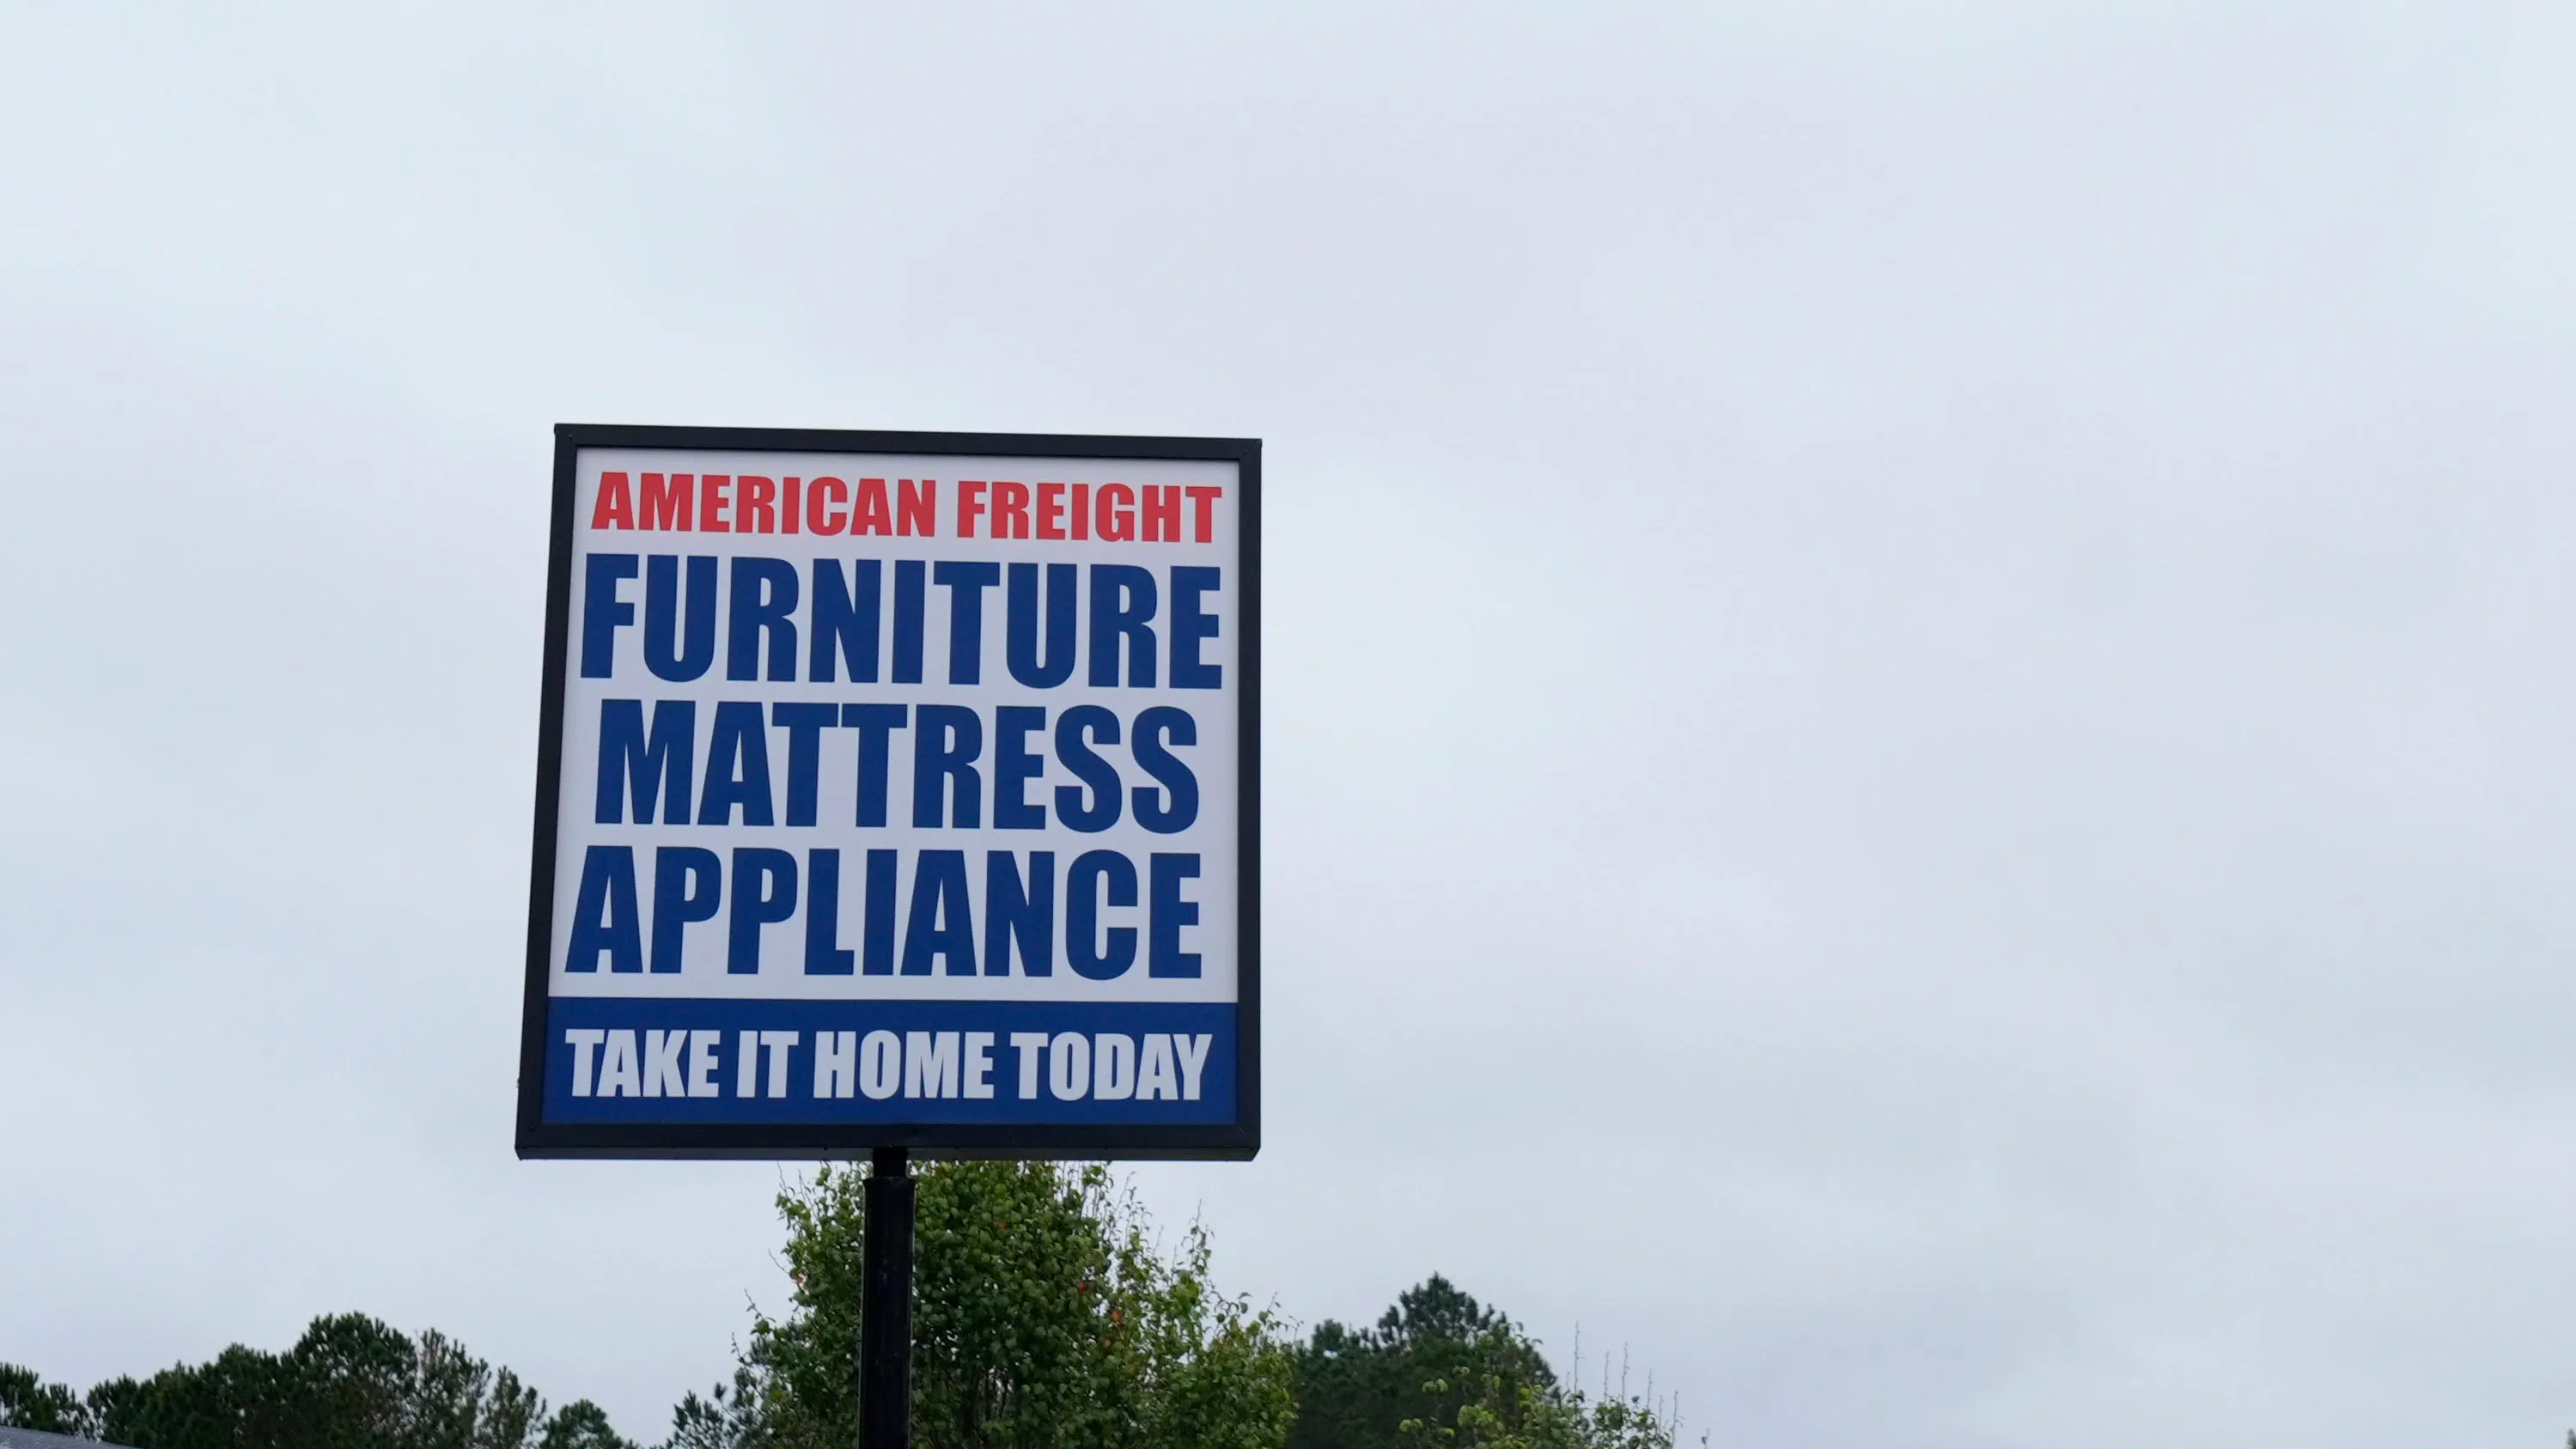 AMERICAN FREIGHT
FURNITURE
MATTRESS
APPLIANCE
TAKE IT HOME TODAY